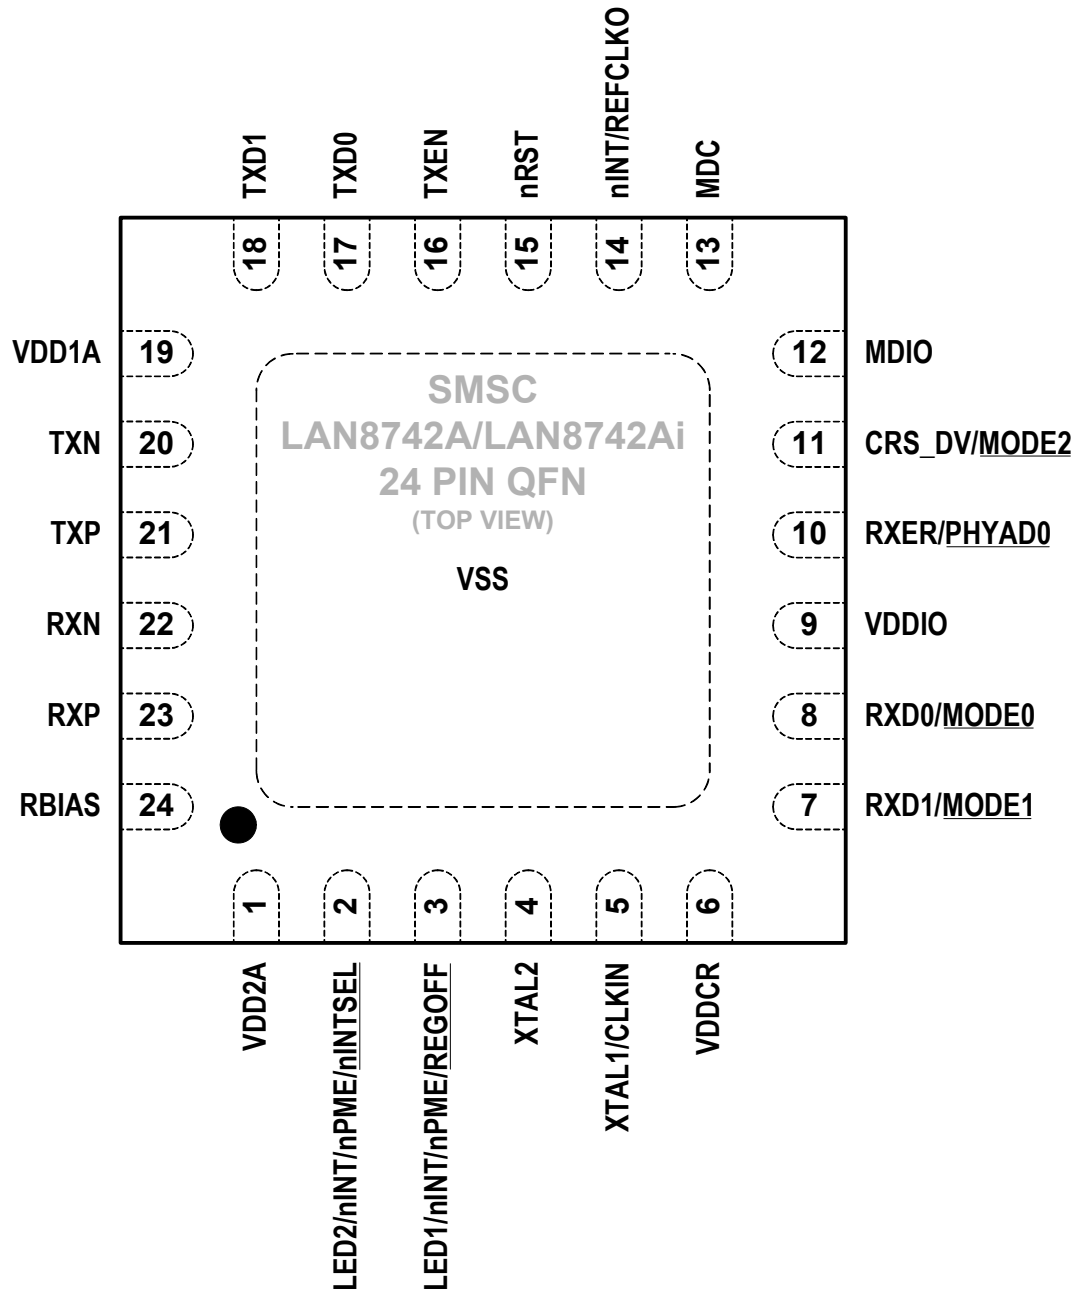 TXD1
TXD0
TXEN
nRST
nINT/REFCLKO
MDC
18
17
16
15
14
13
VDD1A 19
12 MDIO
TXN 20
11 CRS_DV/MODE2
TXP 21
10 RXER/PHYAD0
RXN 22
9 VDDIO
RXP 23
8 RXD0/MODE0
RBIAS 24
7 RXD1/MODE1
SMSC
LAN8742A/LAN8742Ai
24 PIN QFN
(TOP VIEW)
VSS
1
2
3
4
5
6
VDD2A
LED2/nINT/nPME/nINTSEL
LED1/nINT/nPME/REGOFF
XTAL2
XTAL1/CLKIN
VDDCR